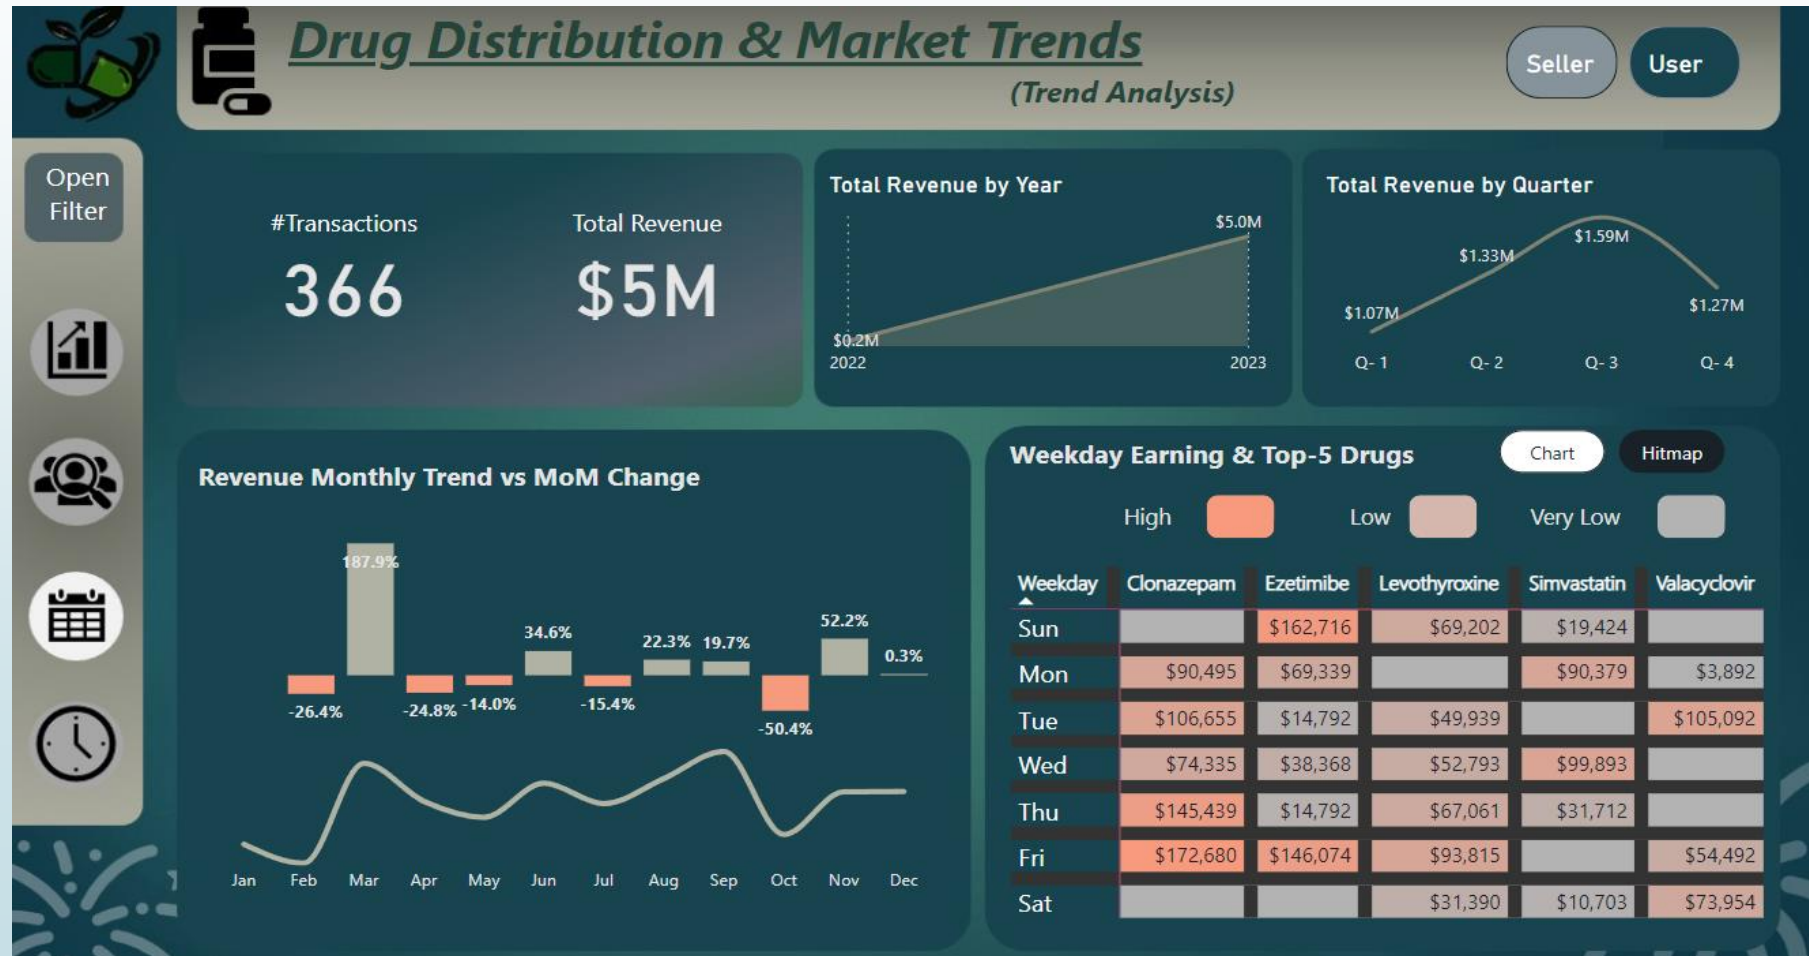 Drug Distribution & Market Trends
(Trend Analysis)
Seller
User
Open
Filter
#Transactions
Total Revenue
366
$5M
Total Revenue by Year
$5.0M
$0.2M
2022
2023
Total Revenue by Quarter
$1.07M
$1.33M
$1.59M
$1.27M
Q- 1
Q- 2
Q- 3
Q- 4
Revenue Monthly Trend vs MoM Change
187.9%
34.6%
22.3%
19.7%
52.2%
0.3%
-26.4%
-24.8%
-14.0%
-15.4%
-50.4%
Jan Feb Mar Apr May Jun Jul Aug Sep Oct Nov Dec
Weekday Earning & Top-5 Drugs
Chart
Hitmap
High
Low
Very Low
Weekday Clonazepam Ezetimibe Levothyroxine Simvastatin Valacyclovir
Sun $162,716 $69,202 $19,424
Mon $90,495 $69,339 $90,379 $3,892
Tue $106,655 $14,792 $49,939 $105,092
Wed $74,335 $38,368 $52,793 $99,893
Thu $145,439 $14,792 $67,061 $31,712
Fri $172,680 $146,074 $93,815 $54,492
Sat $31,390 $10,703 $73,954